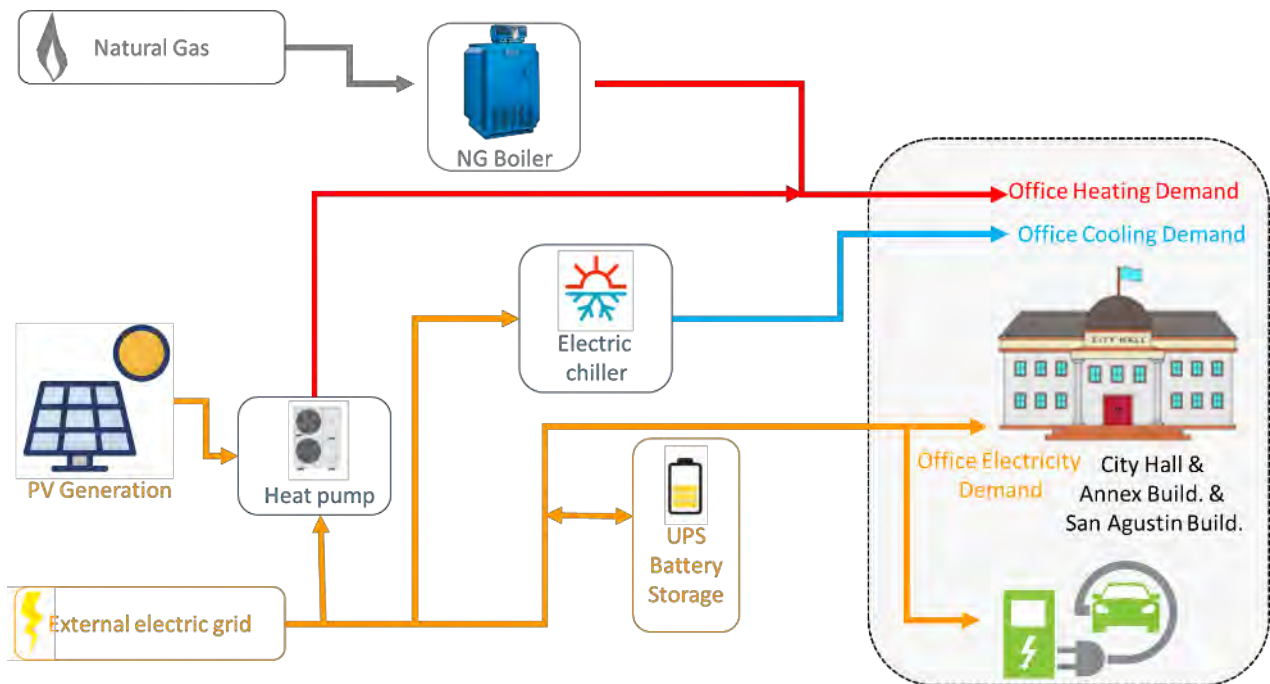 Natural Gas
NG Boiler
Office Heating Demand
Office Cooling Demand
Electric
chiller
CITY HALL
PV Generation
Heat pump
Office Electricity
Demand
City Hall &
Annex Build. &
San Agustin Build.
UPS
Battery
Storage
External electric grid